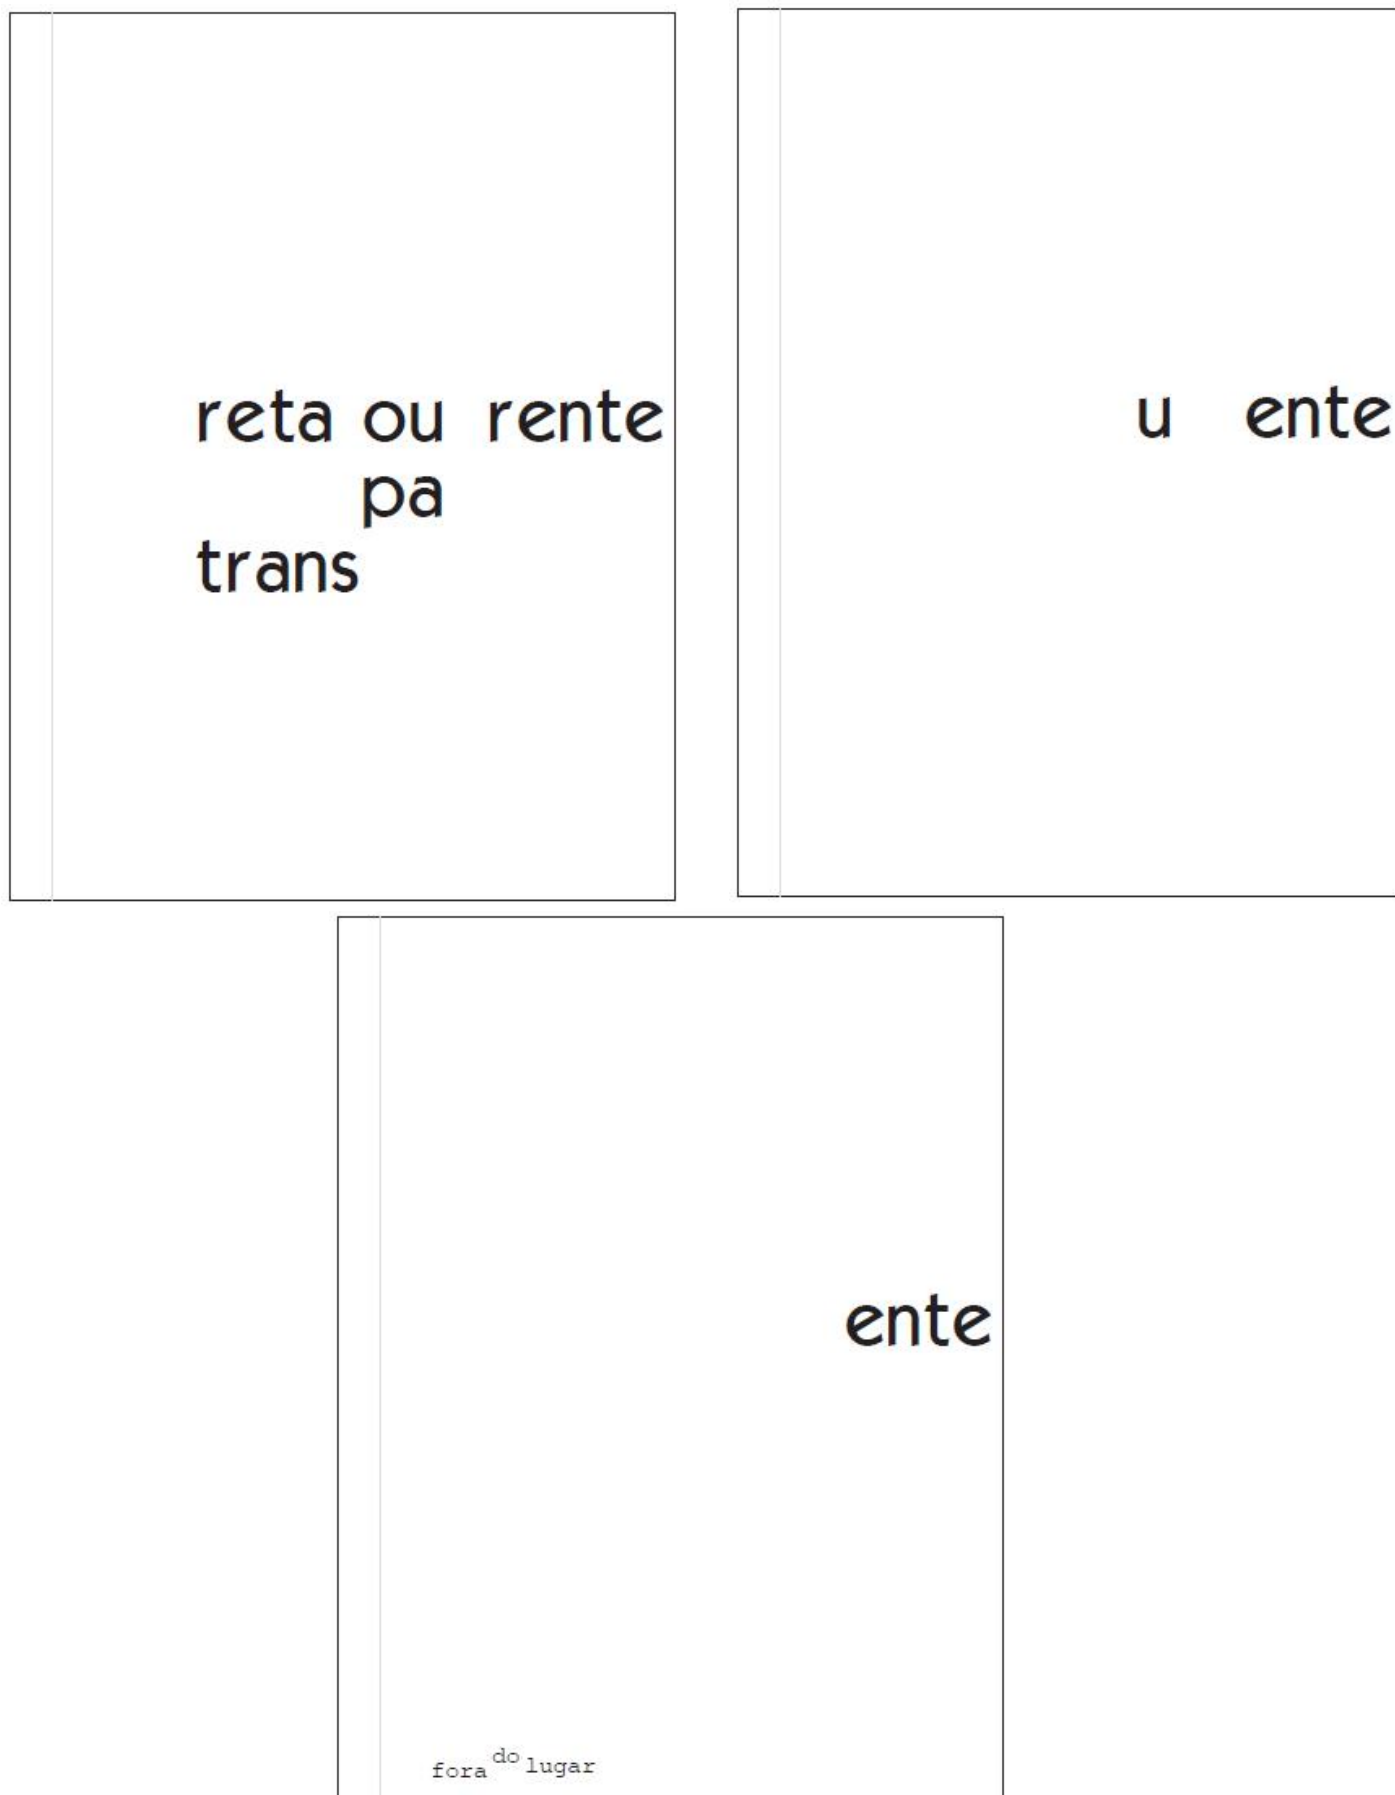 reta ou rente
pa
trans
u ente
ente
fora do lugar